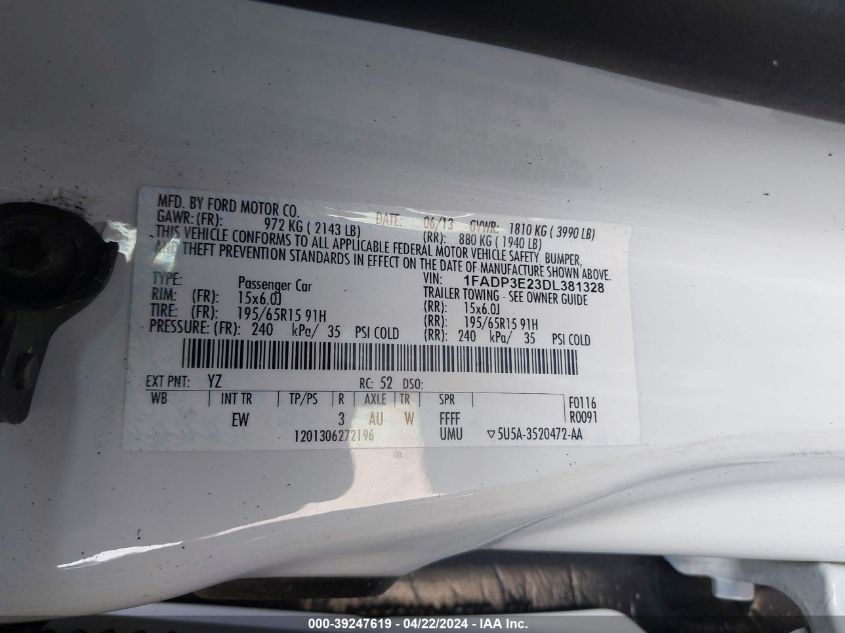 MFD. BY FORD MOTOR CO. DATE: 06/13 GVWR: 1810 KG ( 3990 LB)
GAWR: (FR): 972 KG ( 2143 LB) (RR): 880 KG ( 1940 LB)
THIS VEHICLE CONFORMS TO ALL APPLICABLE FEDERAL MOTOR VEHICLE SAFETY, BUMPER,
AND THEFT PREVENTION STANDARDS IN EFFECT ON THE DATE OF MANUFACTURE SHOWN ABOVE.
VIN: 1FADP3E23DL381328
TYPE: Passenger Car TRAILER TOWING - SEE OWNER GUIDE
RIM: (FR): 15x6.0J (RR): 15x6.0J
TIRE: (FR): 195/65R15 91H (RR): 195/65R15 91H
PRESSURE: (FR): 240 kPa/ 35 PSI COLD (RR): 240 kPa/ 35 PSI COLD
EXT PNT: YZ RC: 52 DSO:
WB INT TR TP/PS R AXLE TR SPR F0116
EW 3 AU W FFFF R0091
1201306272196 UMU ▽5U5A-3520472-AA
000-39247619 - 04/22/2024 - IAA Inc.